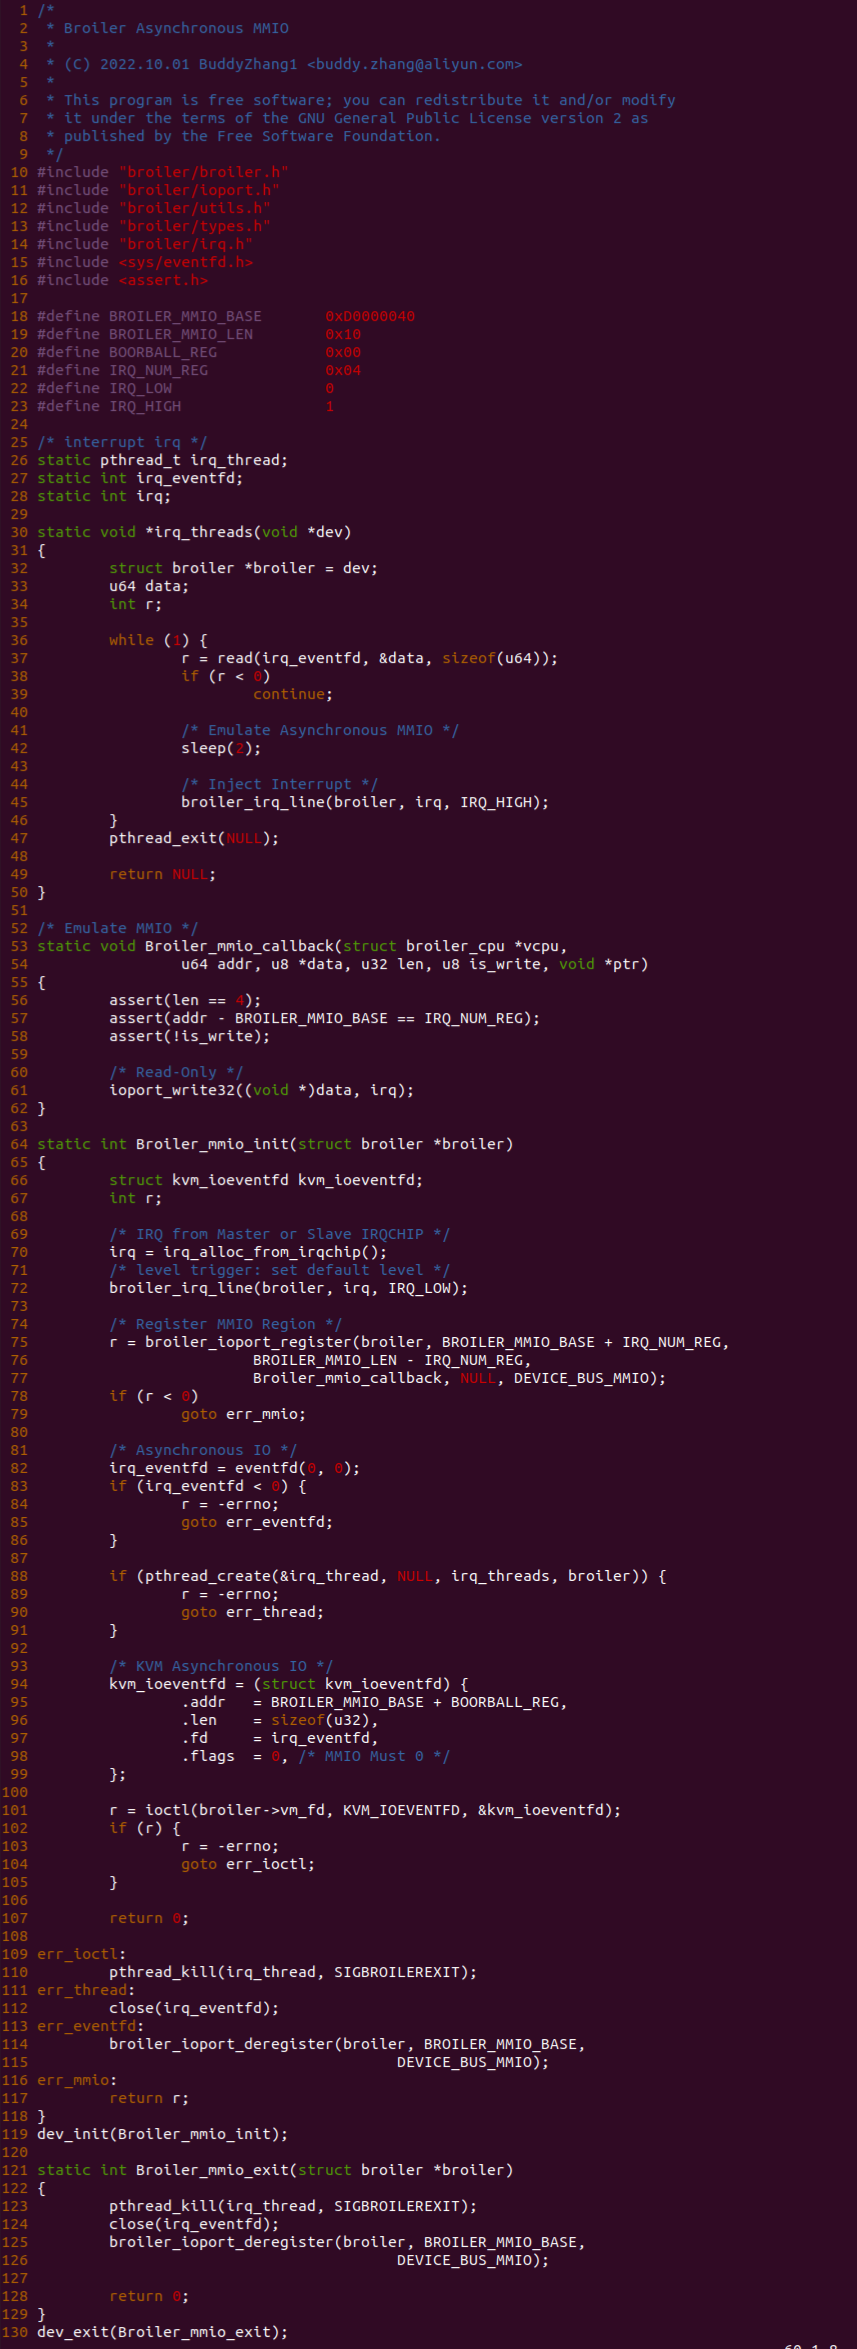 1 /*
2  * Broiler Asynchronous MMIO
3  *
4  * (C) 2022.10.01 BuddyZhang1 <buddy.zhang@aliyun.com>
5  *
6  * This program is free software; you can redistribute it and/or modify
7  * it under the terms of the GNU General Public License version 2 as
8  * published by the Free Software Foundation.
9  */
10 #include "broiler/broiler.h"
11 #include "broiler/ioport.h"
12 #include "broiler/utils.h"
13 #include "broiler/types.h"
14 #include "broiler/irq.h"
15 #include <sys/eventfd.h>
16 #include <assert.h>
17
18 #define BROILER_MMIO_BASE       0xD0000040
19 #define BROILER_MMIO_LEN        0x10
20 #define BOORBALL_REG            0x00
21 #define IRQ_NUM_REG             0x04
22 #define IRQ_LOW                 0
23 #define IRQ_HIGH                1
24
25 /* interrupt irq */
26 static pthread_t irq_thread;
27 static int irq_eventfd;
28 static int irq;
29
30 static void *irq_threads(void *dev)
31 {
32         struct broiler *broiler = dev;
33         u64 data;
34         int r;
35
36         while (1) {
37                 r = read(irq_eventfd, &data, sizeof(u64));
38                 if (r < 0)
39                         continue;
40
41                 /* Emulate Asynchronous MMIO */
42                 sleep(2);
43
44                 /* Inject Interrupt */
45                 broiler_irq_line(broiler, irq, IRQ_HIGH);
46         }
47         pthread_exit(NULL);
48
49         return NULL;
50 }
51
52 /* Emulate MMIO */
53 static void Broiler_mmio_callback(struct broiler_cpu *vcpu,
54                 u64 addr, u8 *data, u32 len, u8 is_write, void *ptr)
55 {
56         assert(len == 4);
57         assert(addr - BROILER_MMIO_BASE == IRQ_NUM_REG);
58         assert(!is_write);
59
60         /* Read-Only */
61         ioport_write32((void *)data, irq);
62 }
63
64 static int Broiler_mmio_init(struct broiler *broiler)
65 {
66         struct kvm_ioeventfd kvm_ioeventfd;
67         int r;
68
69         /* IRQ from Master or Slave IRQCHIP */
70         irq = irq_alloc_from_irqchip();
71         /* level trigger: set default level */
72         broiler_irq_line(broiler, irq, IRQ_LOW);
73
74         /* Register MMIO Region */
75         r = broiler_ioport_register(broiler, BROILER_MMIO_BASE + IRQ_NUM_REG,
76                         BROILER_MMIO_LEN - IRQ_NUM_REG,
77                         Broiler_mmio_callback, NULL, DEVICE_BUS_MMIO);
78         if (r < 0)
79                 goto err_mmio;
80
81         /* Asynchronous IO */
82         irq_eventfd = eventfd(0, 0);
83         if (irq_eventfd < 0) {
84                 r = -errno;
85                 goto err_eventfd;
86         }
87
88         if (pthread_create(&irq_thread, NULL, irq_threads, broiler)) {
89                 r = -errno;
90                 goto err_thread;
91         }
92
93         /* KVM Asynchronous IO */
94         kvm_ioeventfd = (struct kvm_ioeventfd) {
95                 .addr   = BROILER_MMIO_BASE + BOORBALL_REG,
96                 .len    = sizeof(u32),
97                 .fd     = irq_eventfd,
98                 .flags  = 0, /* MMIO Must 0 */
99         };
100
101         r = ioctl(broiler->vm_fd, KVM_IOEVENTFD, &kvm_ioeventfd);
102         if (r) {
103                 r = -errno;
104                 goto err_ioctl;
105         }
106
107         return 0;
108
109 err_ioctl:
110         pthread_kill(irq_thread, SIGBROILEREXIT);
111 err_thread:
112         close(irq_eventfd);
113 err_eventfd:
114         broiler_ioport_deregister(broiler, BROILER_MMIO_BASE,
115                                         DEVICE_BUS_MMIO);
116 err_mmio:
117         return r;
118 }
119 dev_init(Broiler_mmio_init);
120
121 static int Broiler_mmio_exit(struct broiler *broiler)
122 {
123         pthread_kill(irq_thread, SIGBROILEREXIT);
124         close(irq_eventfd);
125         broiler_ioport_deregister(broiler, BROILER_MMIO_BASE,
126                                         DEVICE_BUS_MMIO);
127
128         return 0;
129 }
130 dev_exit(Broiler_mmio_exit);